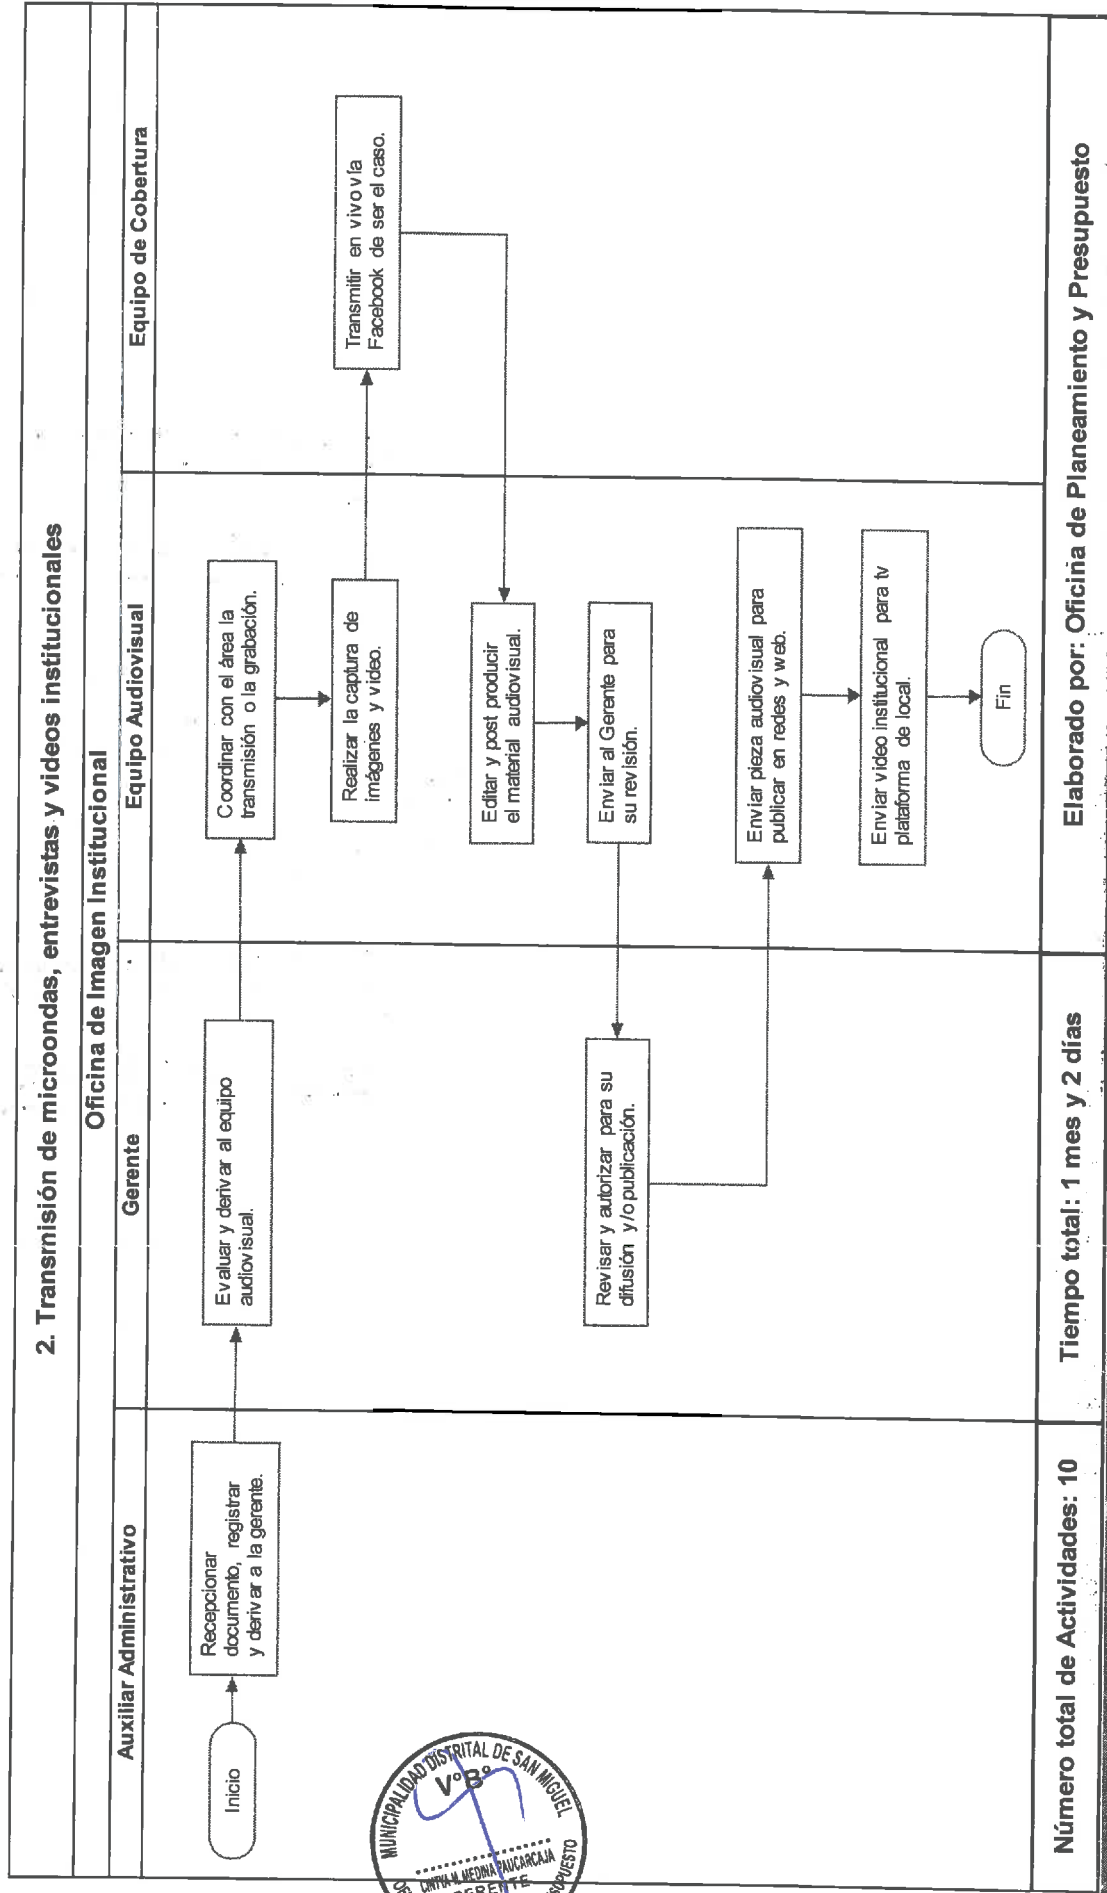 2. Transmisión de microondas, entrevistas y videos institucionales
Oficina de Imagen Institucional
Auxiliar Administrativo
Gerente
Equipo Audiovisual
Equipo de Cobertura
Inicio
Recepcionar
documento, registrar
y derivar a la gerente.
Evaluar y derivar al equipo
audiovisual.
Coordinar con el área la
transmisión o la grabación.
Realizar la captura de
imágenes y video.
Transmitir en vivo vía
Facebook de ser el caso.
Editar y post producir
el material audiovisual.
Enviar al Gerente para
su revisión.
Revisar y autorizar para su
difusión y/o publicación.
Enviar pieza audiovisual para
publicar en redes y web.
Enviar video institucional para tv
plataforma de local.
Fin
Número total de Actividades: 10
Tiempo total: 1 mes y 2 días
Elaborado por: Oficina de Planeamiento y Presupuesto
MUNICIPALIDAD DISTRITAL DE SAN MIGUEL
V°B°
MEDINA PAUCARCAJA
GERENTE